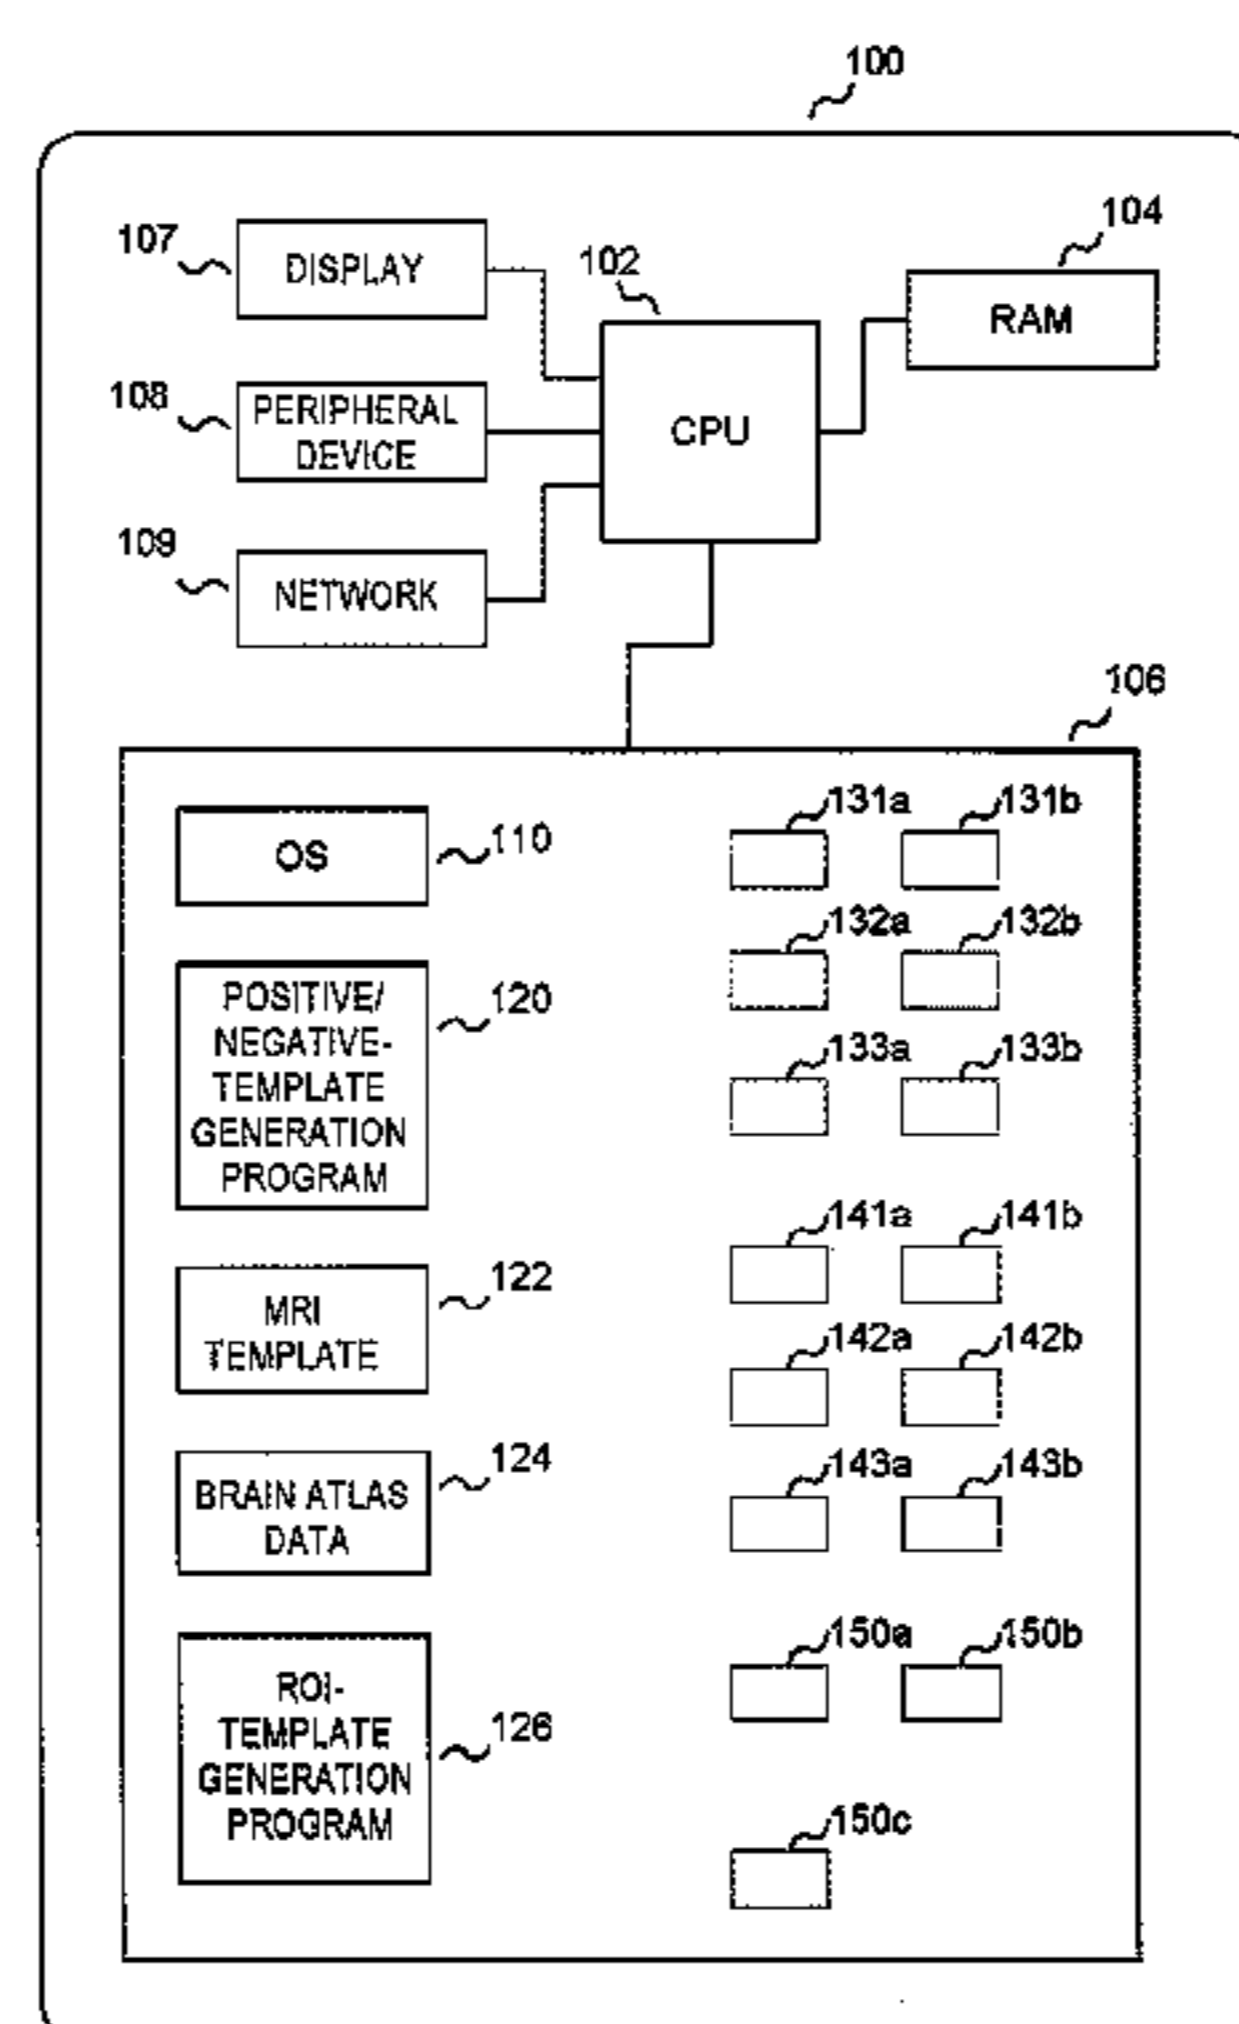 100
107
DISPLAY
102
104
RAM
108
PERIPHERAL
DEVICE
CPU
109
NETWORK
106
OS
110
131a
131b
132a
132b
POSITIVE/
NEGATIVE-
TEMPLATE
GENERATION
PROGRAM
120
133a
133b
141a
141b
MRI
TEMPLATE
122
142a
142b
BRAIN ATLAS
DATA
124
143a
143b
ROI-
TEMPLATE
GENERATION
PROGRAM
126
150a
150b
150c